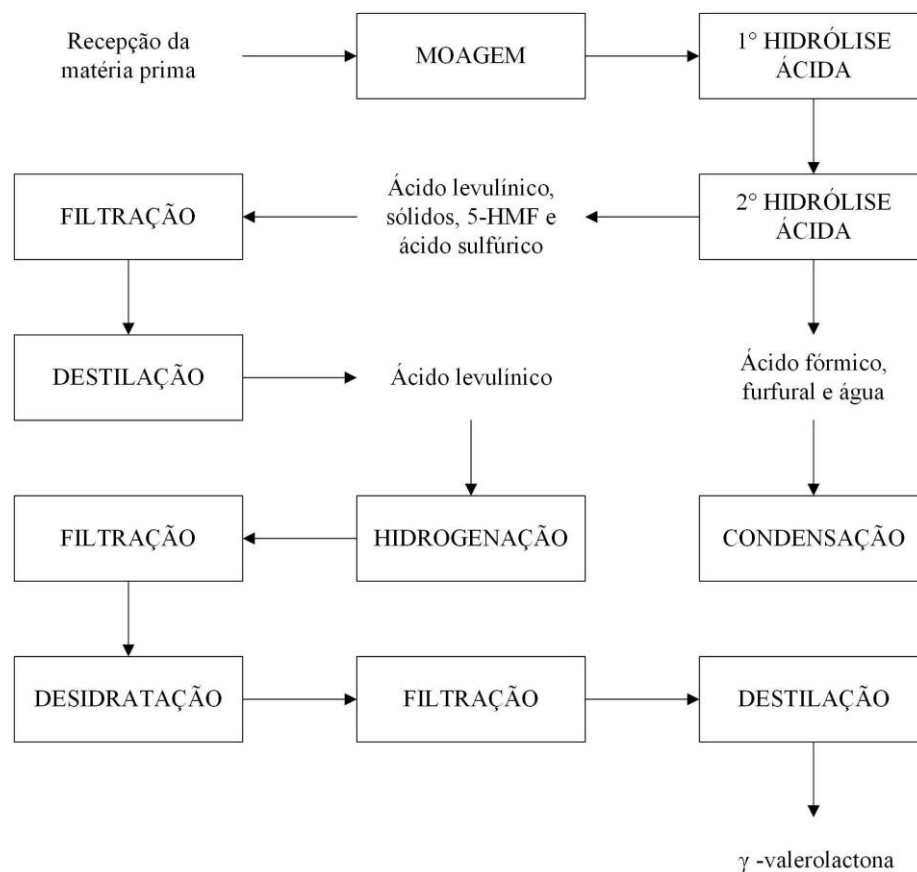 Recepção da
matéria prima
MOAGEM
1° HIDRÓLISE
ÁCIDA
FILTRAÇÃO
Ácido levulínico,
sólidos, 5-HMF e
ácido sulfúrico
2° HIDRÓLISE
ÁCIDA
DESTILAÇÃO
Ácido levulínico
Ácido fórmico,
furfural e água
FILTRAÇÃO
HIDROGENAÇÃO
CONDENSAÇÃO
DESIDRATAÇÃO
FILTRAÇÃO
DESTILAÇÃO
γ -valerolactona